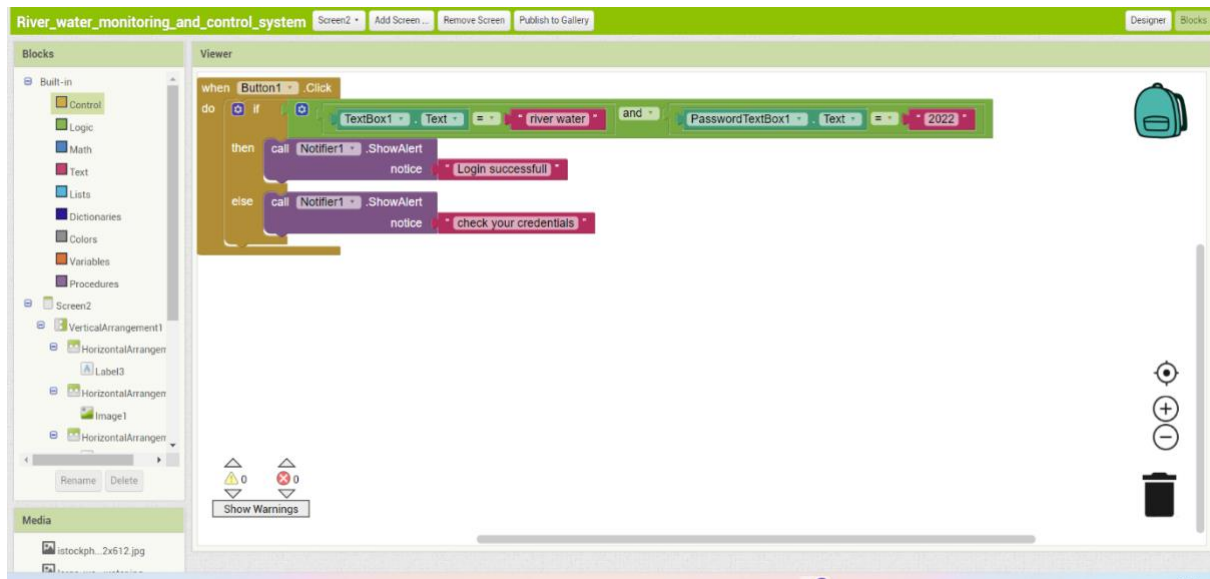 River_water_monitoring_and_control_system Screen2 Add Screen ... Remove Screen Publish to Gallery Designer Blocks
Blocks
Viewer
Built-in
Control
Logic
Math
Text
Lists
Dictionaries
Colors
Variables
Procedures
Screen2
VerticalArrangement1
HorizontalArrangem
Label3
HorizontalArrangem
Image1
HorizontalArrangem
Rename Delete
Media
istockph...2x612.jpg
when Button1 .Click
do if TextBox1 . Text = " river water " and PasswordTextBox1 . Text = " 2022 "
then call Notifier1 .ShowAlert
notice " Login successfull "
else call Notifier1 .ShowAlert
notice " check your credentials "
0 0
Show Warnings